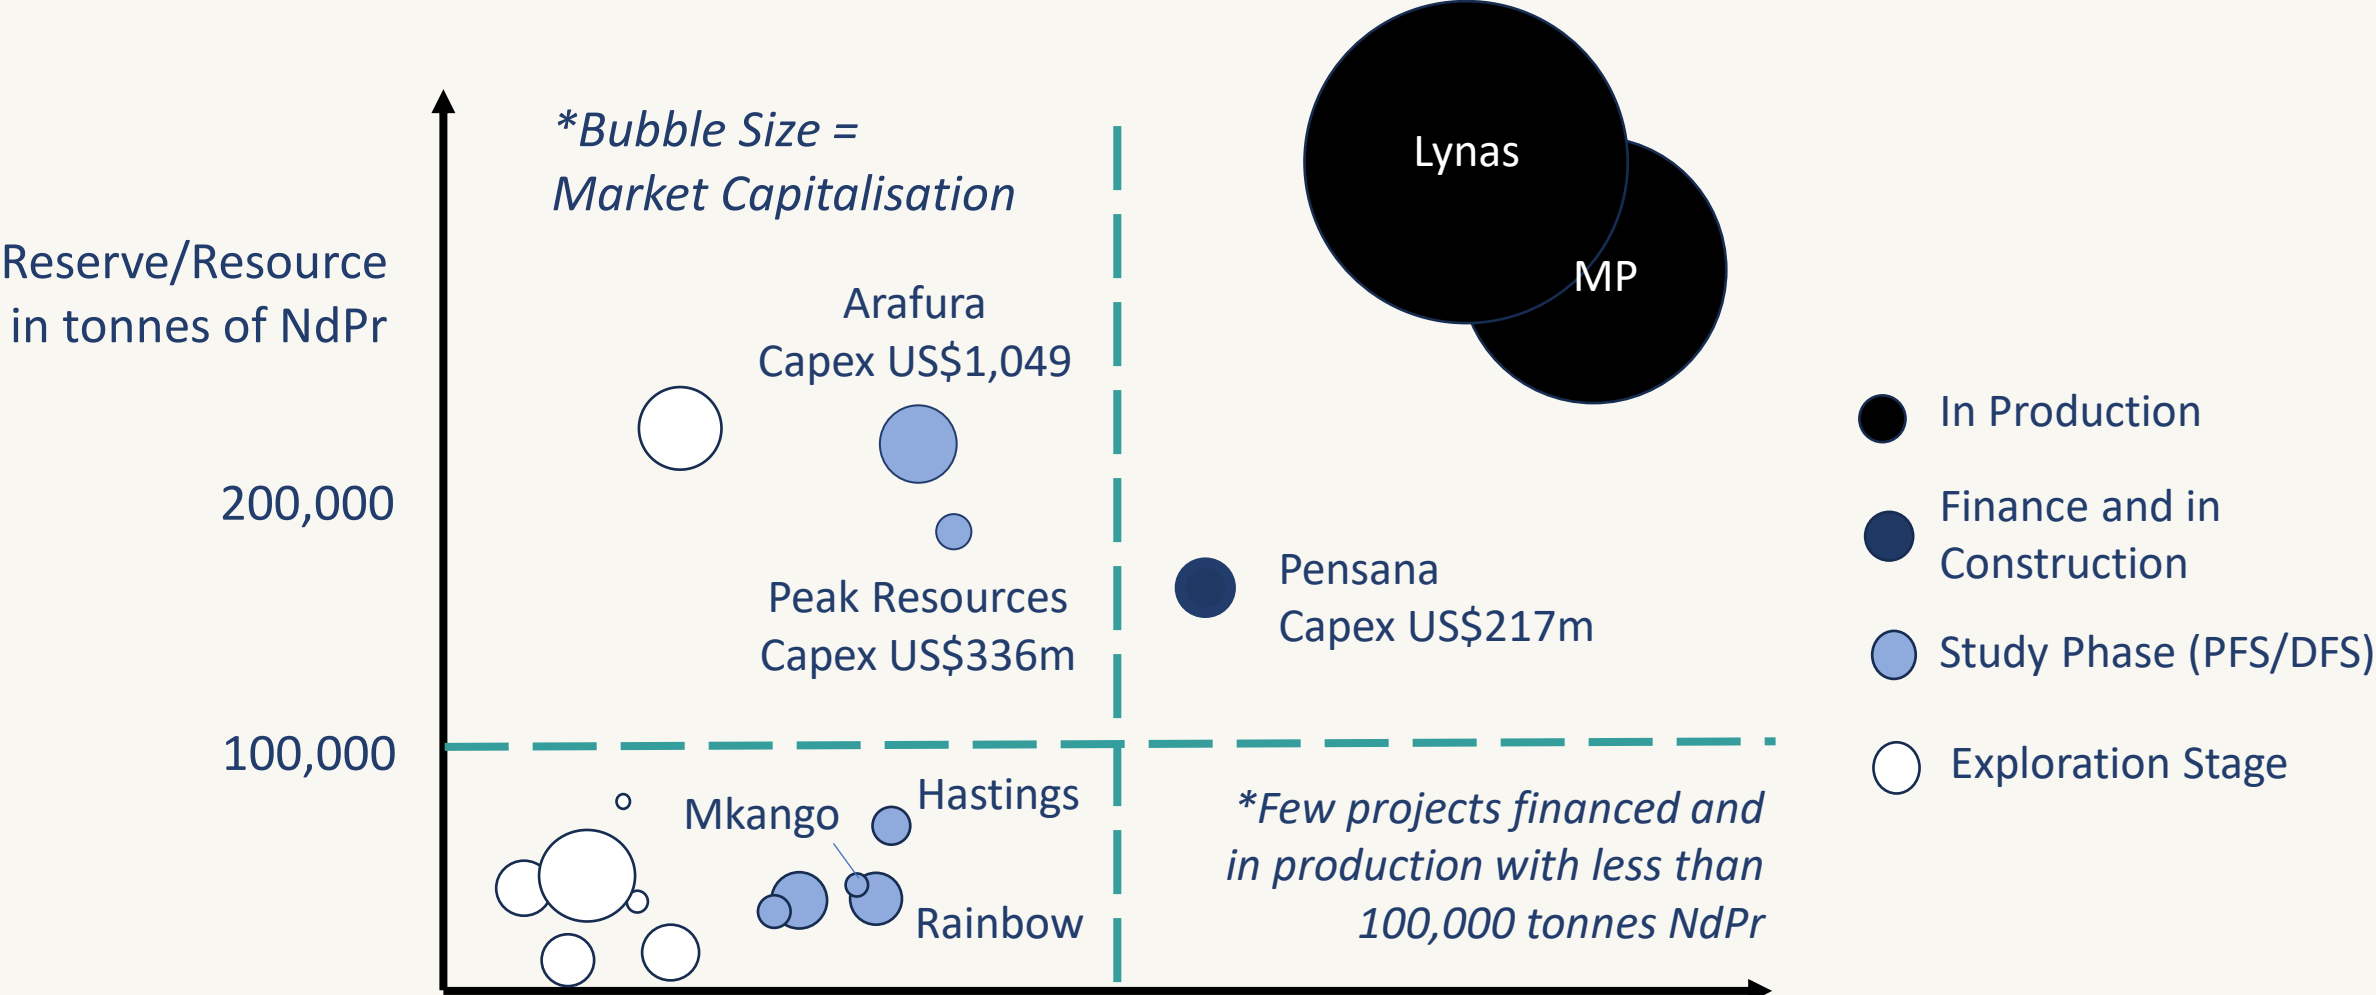 *Bubble Size =
Market Capitalisation
Lynas
MP
Reserve/Resource
in tonnes of NdPr
Arafura
Capex US$1,049
200,000
Peak Resources
Capex US$336m
Pensana
Capex US$217m
In Production
Finance and in
Construction
Study Phase (PFS/DFS)
Exploration Stage
100,000
Mkango
Hastings
Rainbow
*Few projects financed and
in production with less than
100,000 tonnes NdPr